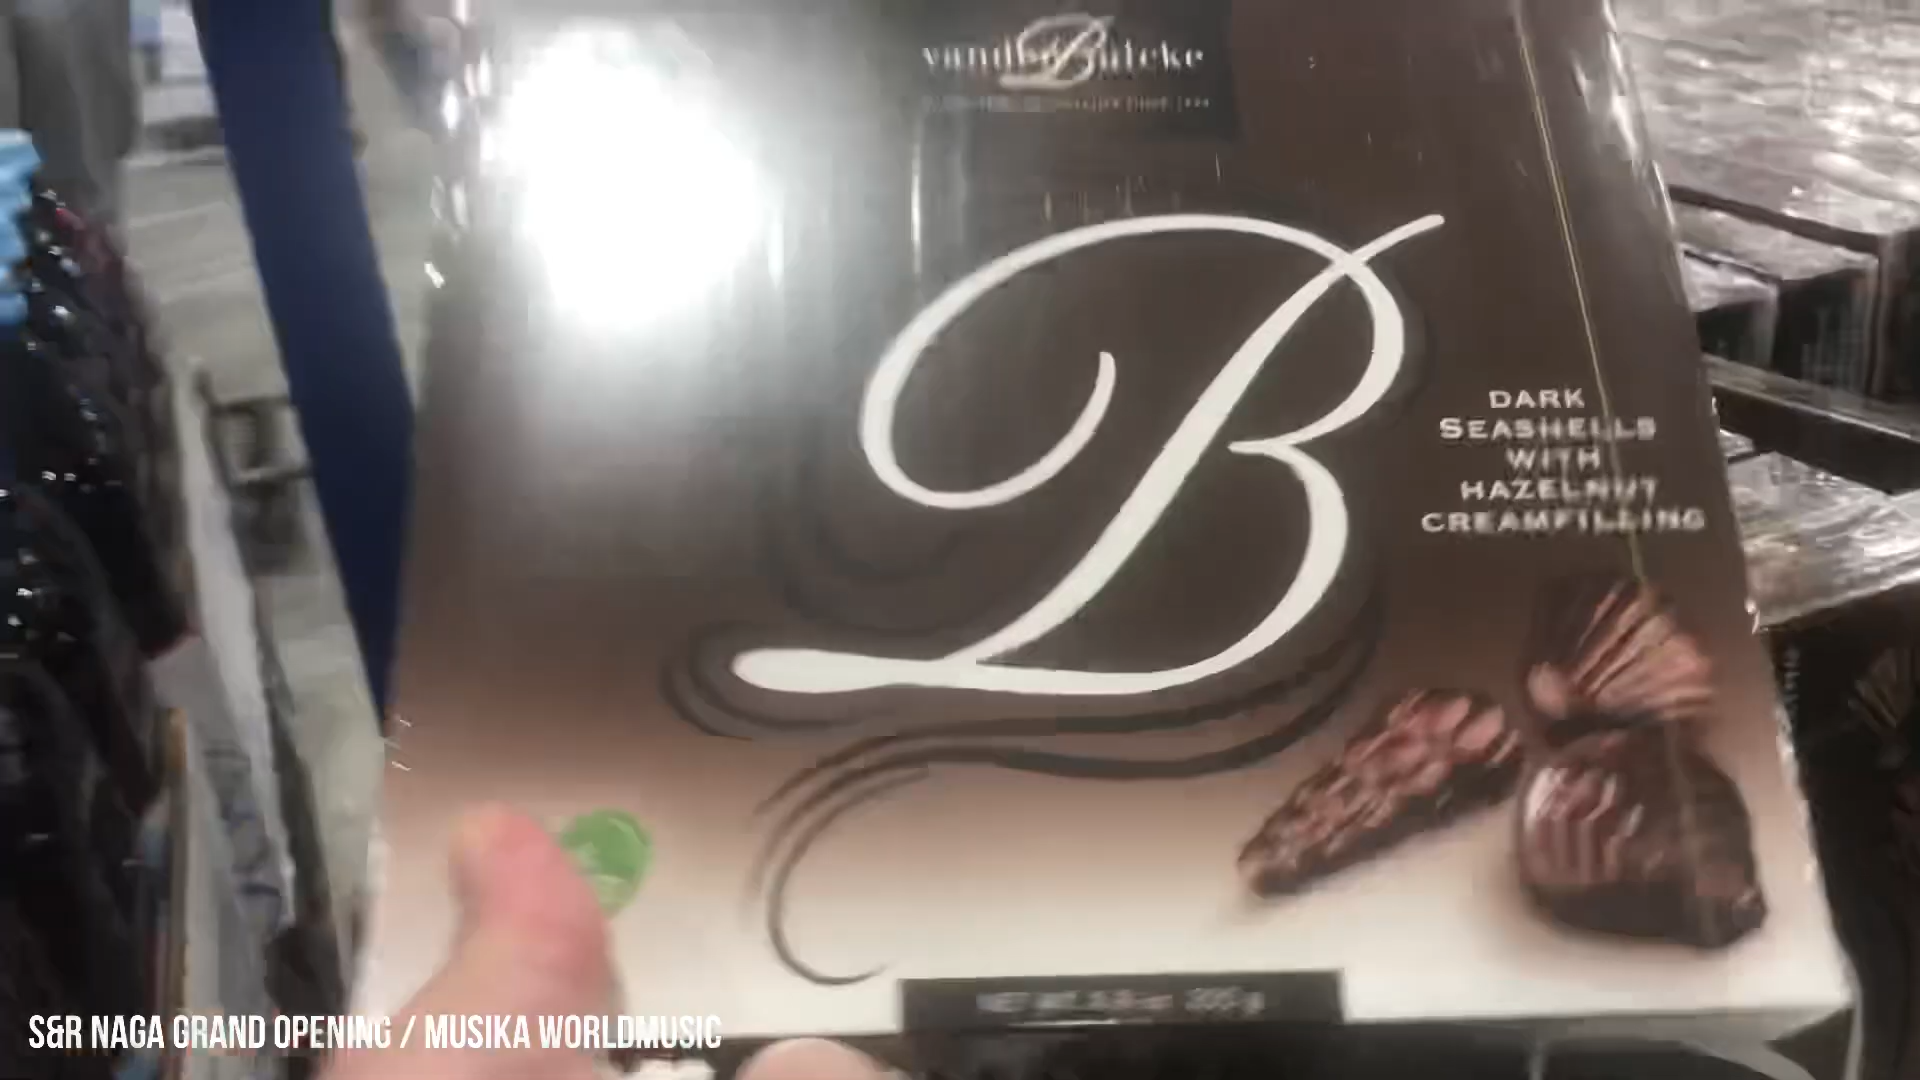 B
DARK
SEASHELLS
WITH
HAZELNUT
CREAMFILLING
S&R NAGA GRAND OPENING / MUSIKA WORLDMUSIC